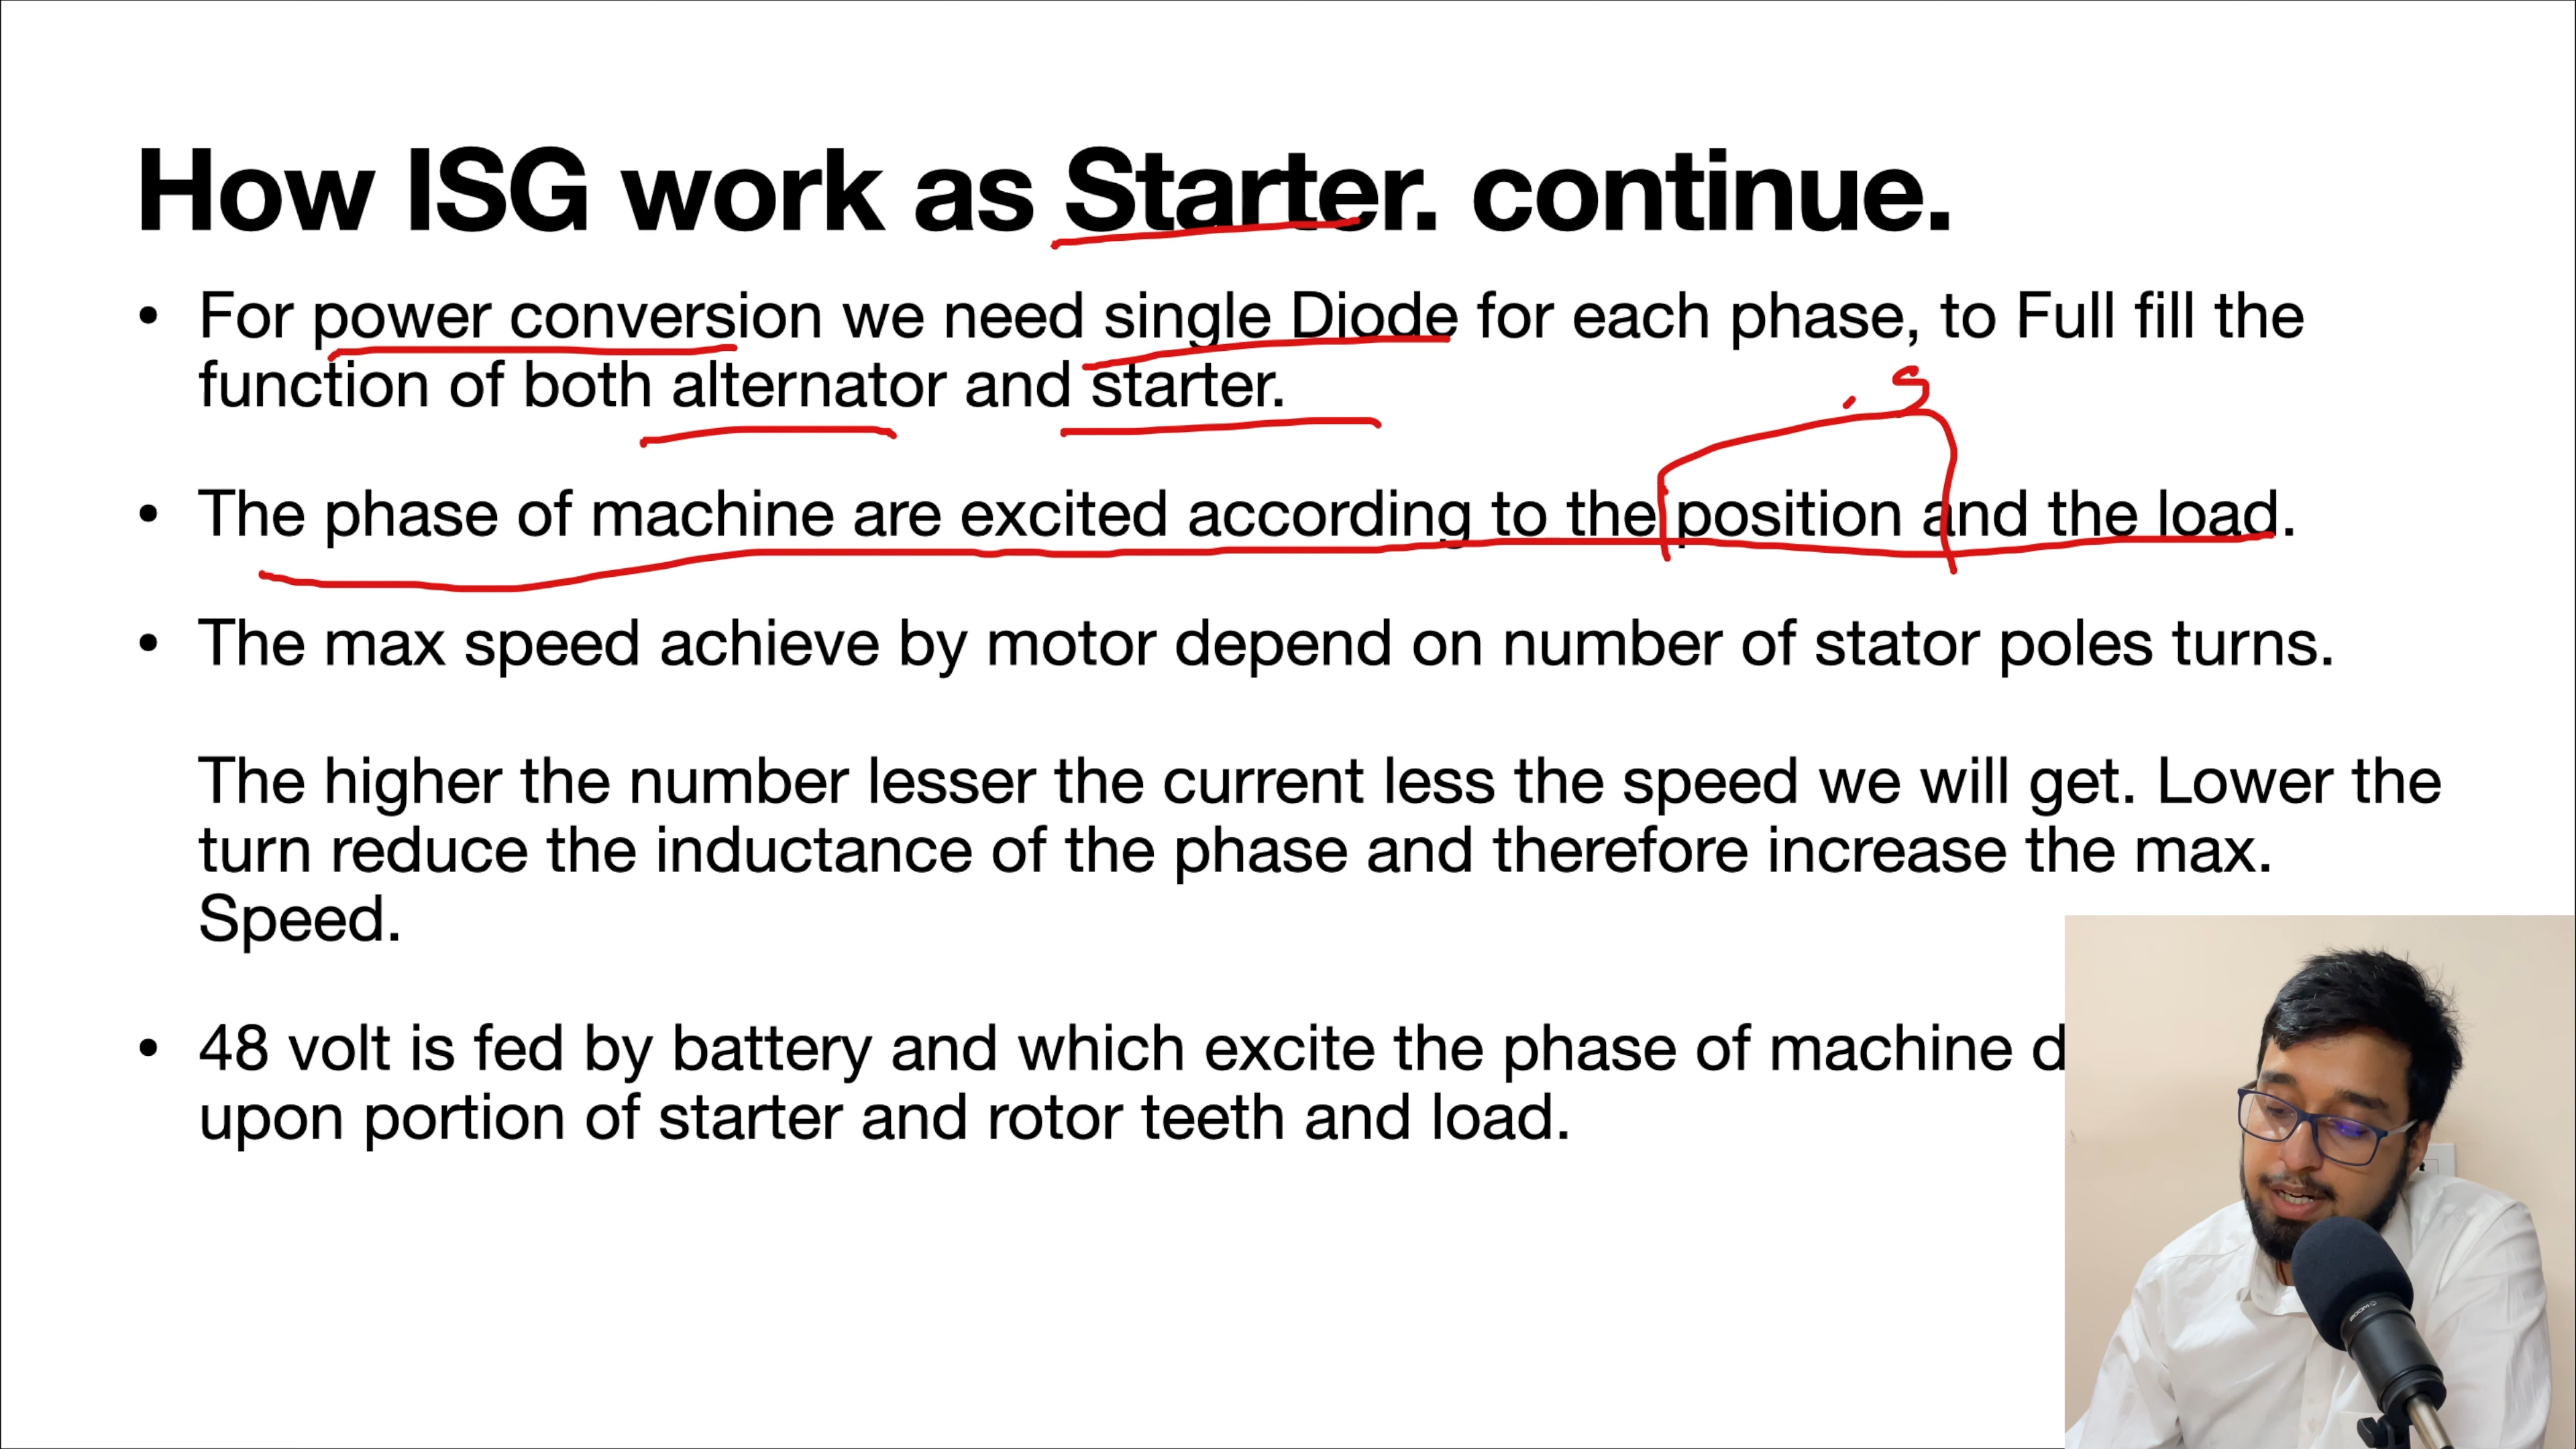 How ISG work as Starter. continue.
• For power conversion we need single Diode for each phase, to Full fill the
function of both alternator and starter.
• The phase of machine are excited according to the position and the load.
• The max speed achieve by motor depend on number of stator poles turns.
The higher the number lesser the current less the speed we will get. Lower the
turn reduce the inductance of the phase and therefore increase the max.
Speed.
• 48 volt is fed by battery and which excite the phase of machine d
upon portion of starter and rotor teeth and load.